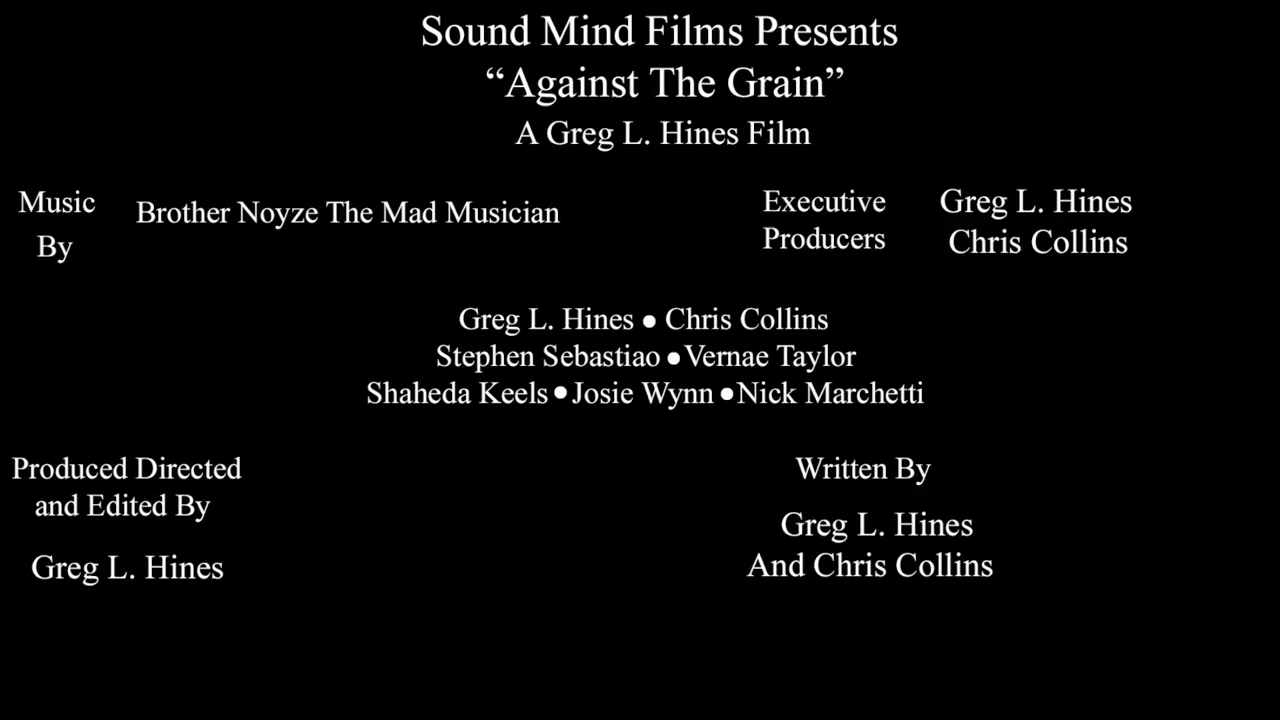 Sound Mind Films Presents
“Against The Grain”
A Greg L. Hines Film
Music
By
Brother Noyze The Mad Musician
Executive
Producers
Greg L. Hines
Chris Collins
Greg L. Hines ● Chris Collins
Stephen Sebastiao ● Vernae Taylor
Shaheda Keels ● Josie Wynn ● Nick Marchetti
Produced Directed
and Edited By
Greg L. Hines
Written By
Greg L. Hines
And Chris Collins